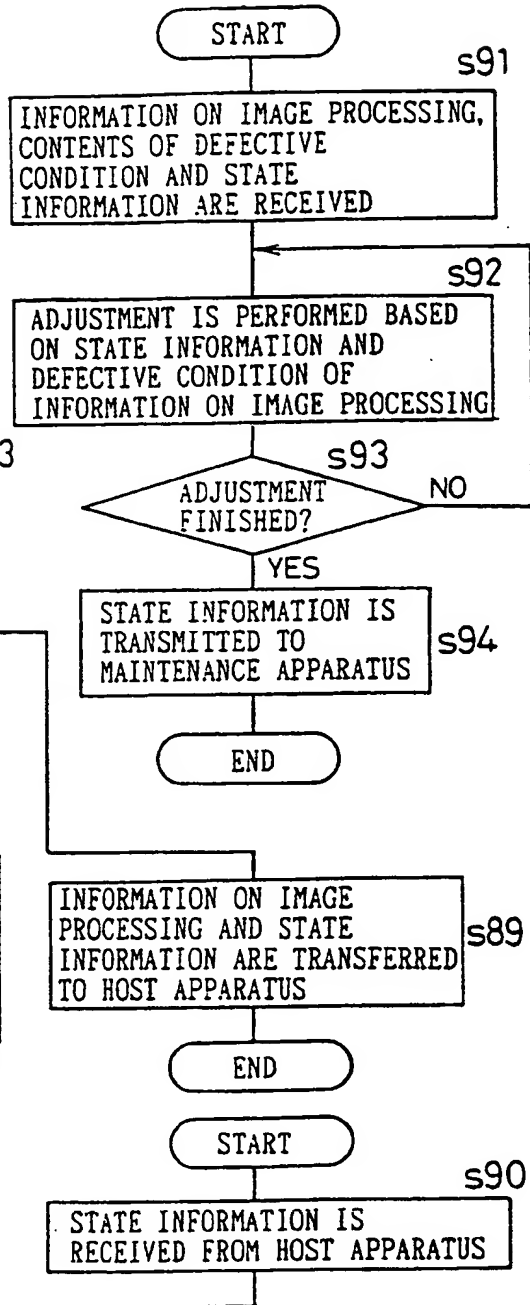 START
s91
INFORMATION ON IMAGE PROCESSING,
CONTENTS OF DEFECTIVE
CONDITION AND STATE
INFORMATION ARE RECEIVED
s92
ADJUSTMENT IS PERFORMED BASED
ON STATE INFORMATION AND
DEFECTIVE CONDITION OF
INFORMATION ON IMAGE PROCESSING
3
s93
ADJUSTMENT
FINISHED?
NO
YES
STATE INFORMATION IS
TRANSMITTED TO
MAINTENANCE APPARATUS
s94
END
INFORMATION ON IMAGE
PROCESSING AND STATE
INFORMATION ARE TRANSFERRED
TO HOST APPARATUS
s89
END
START
s90
STATE INFORMATION IS
RECEIVED FROM HOST APPARATUS